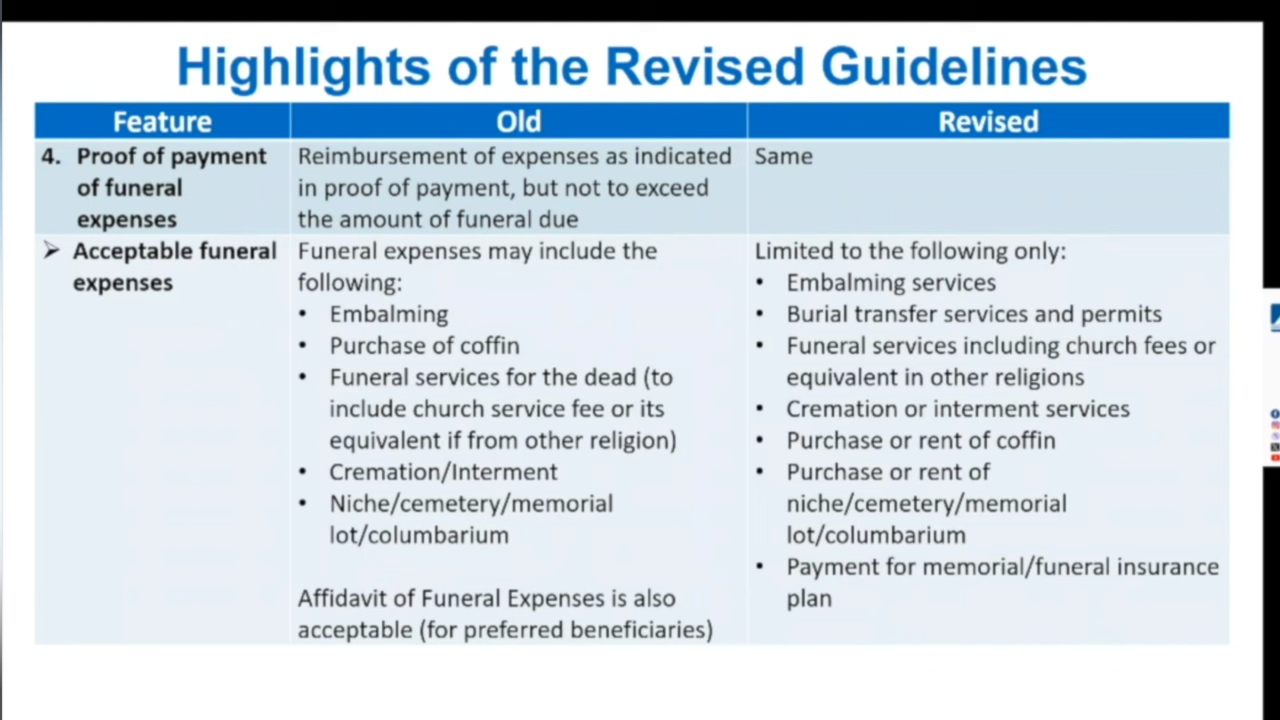 Highlights of the Revised Guidelines
Feature
Old
Revised
4. Proof of payment
of funeral
expenses
Reimbursement of expenses as indicated
in proof of payment, but not to exceed
the amount of funeral due
Same
➢ Acceptable funeral
expenses
Funeral expenses may include the
following:
• Embalming
• Purchase of coffin
• Funeral services for the dead (to
include church service fee or its
equivalent if from other religion)
• Cremation/Interment
• Niche/cemetery/memorial
lot/columbarium
Affidavit of Funeral Expenses is also
acceptable (for preferred beneficiaries)
Limited to the following only:
• Embalming services
• Burial transfer services and permits
• Funeral services including church fees or
equivalent in other religions
• Cremation or interment services
• Purchase or rent of coffin
• Purchase or rent of
niche/cemetery/memorial
lot/columbarium
• Payment for memorial/funeral insurance
plan